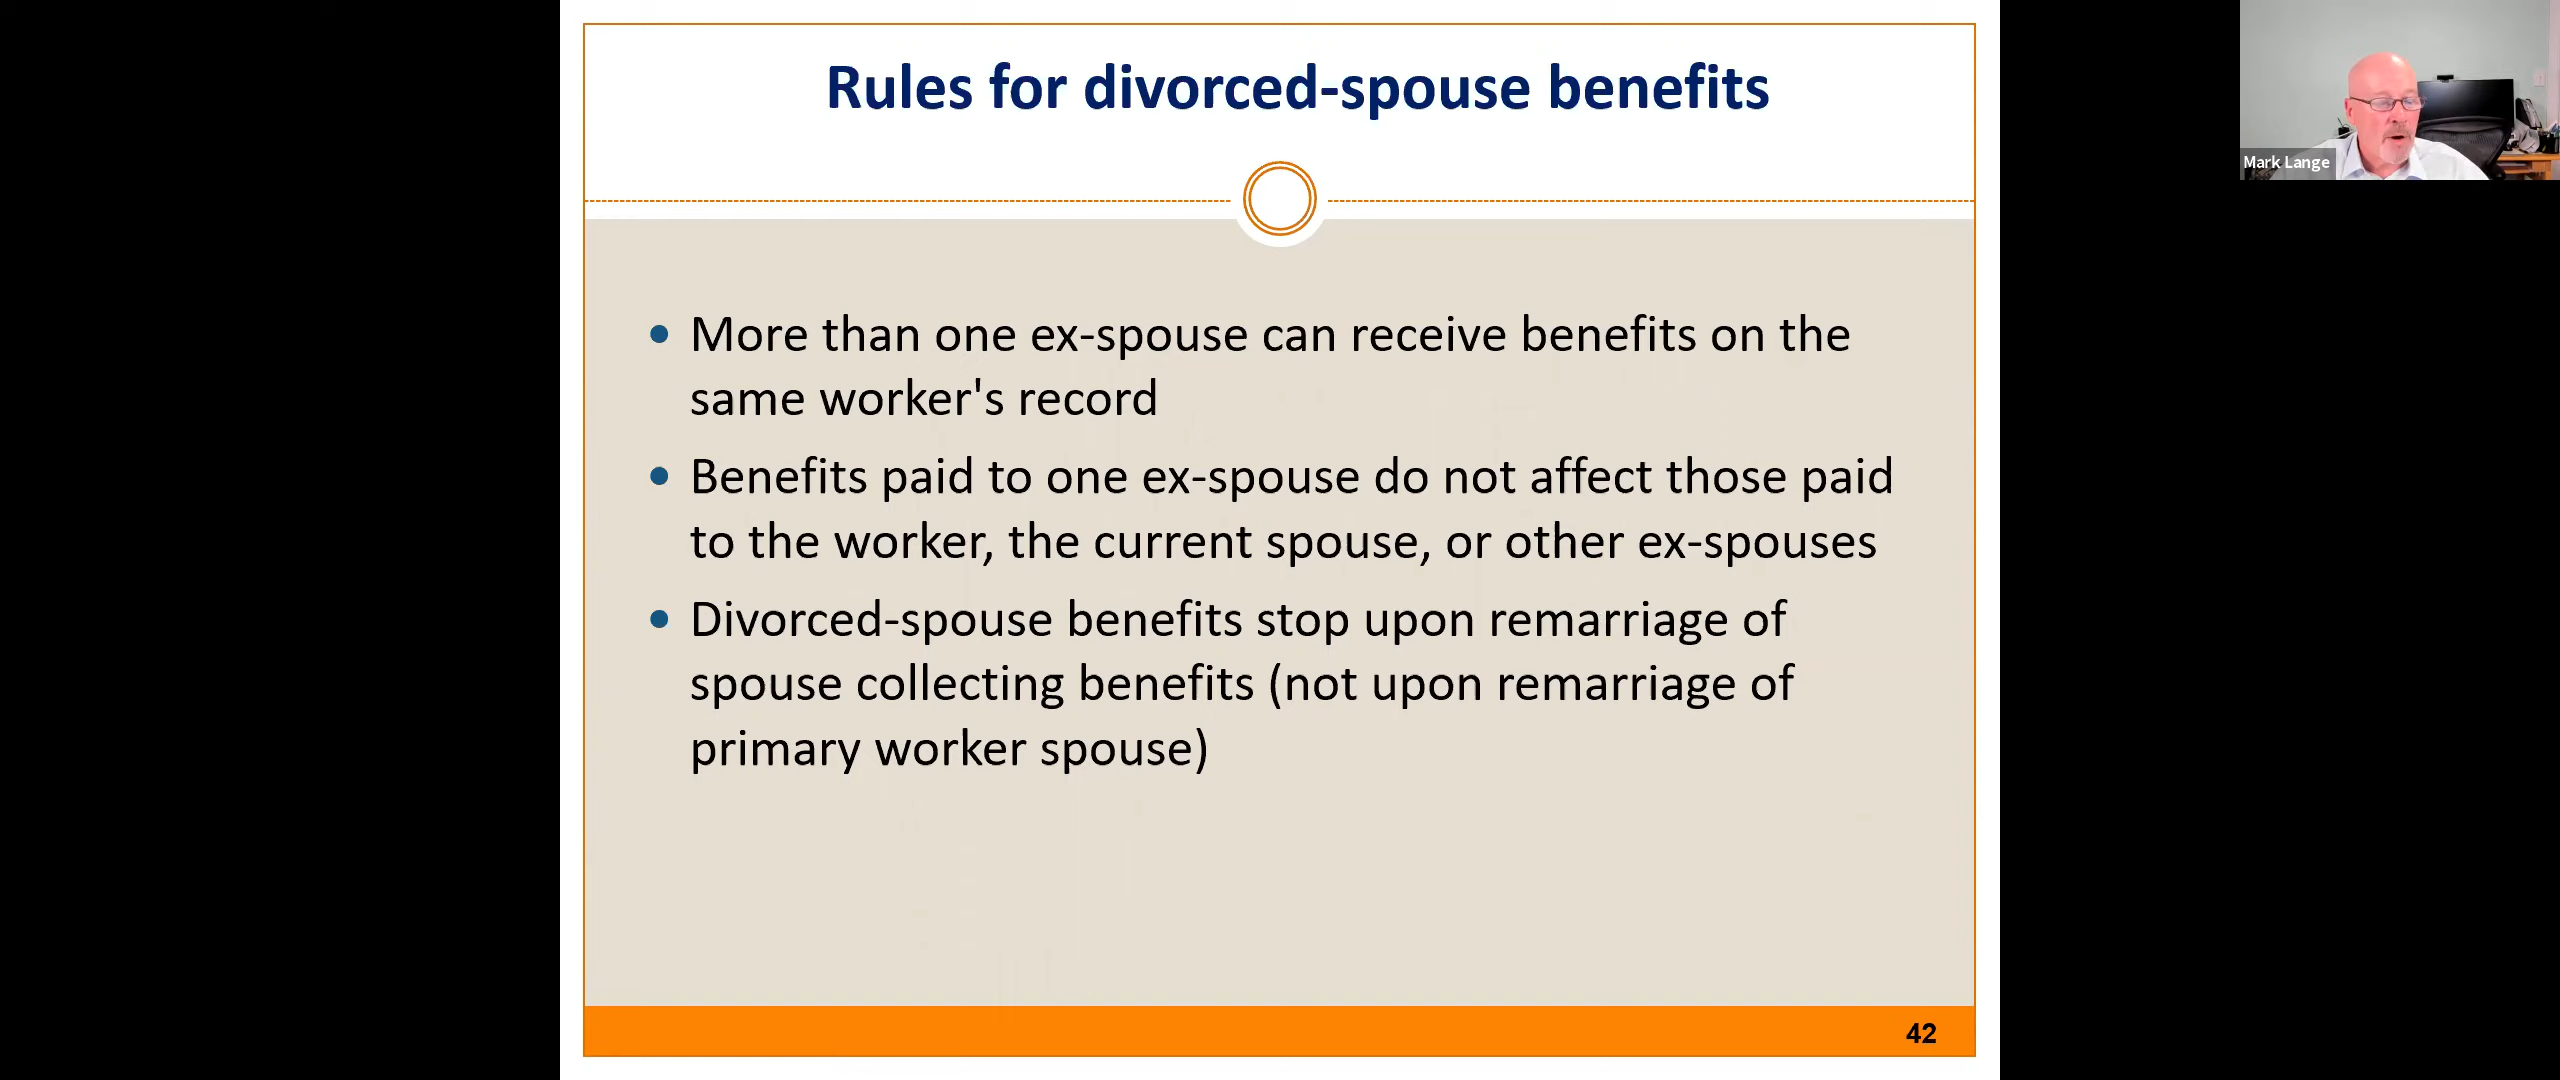 Rules for divorced-spouse benefits
Mark Lange
• More than one ex-spouse can receive benefits on the
same worker's record
• Benefits paid to one ex-spouse do not affect those paid
to the worker, the current spouse, or other ex-spouses
• Divorced-spouse benefits stop upon remarriage of
spouse collecting benefits (not upon remarriage of
primary worker spouse)
42